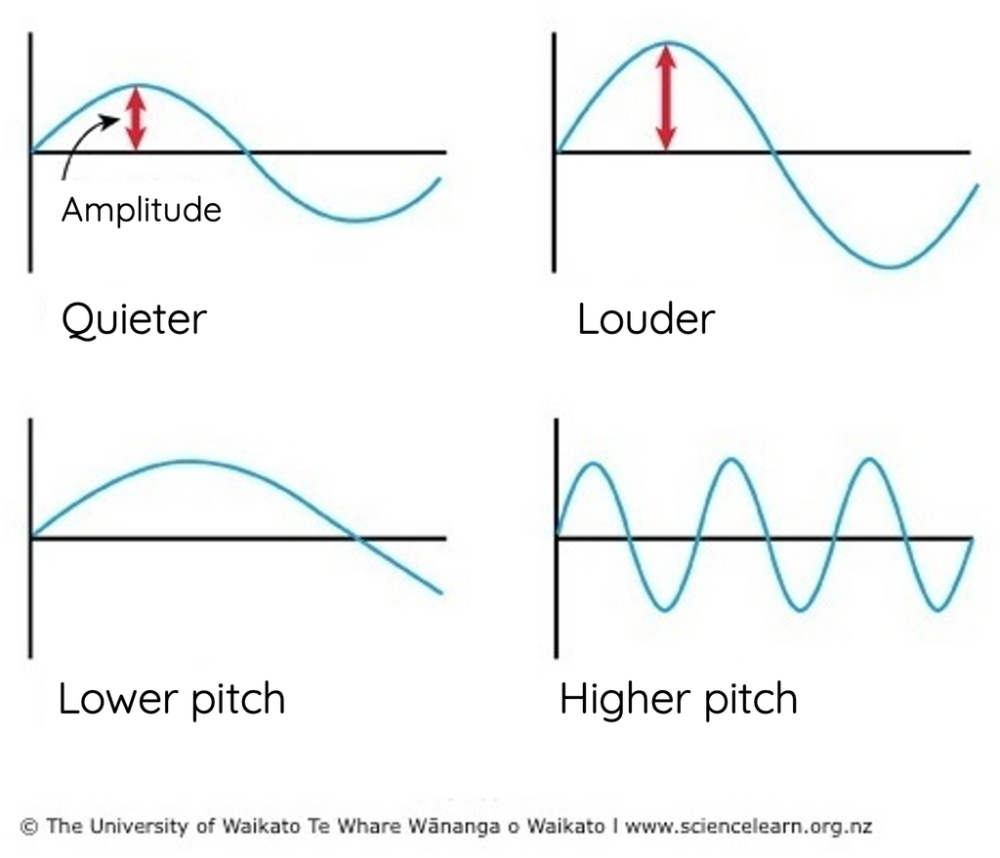 Amplitude
Quieter
Louder
Lower pitch
Higher pitch
© The University of Waikato Te Whare Wānanga o Waikato l www.sciencelearn.org.nz